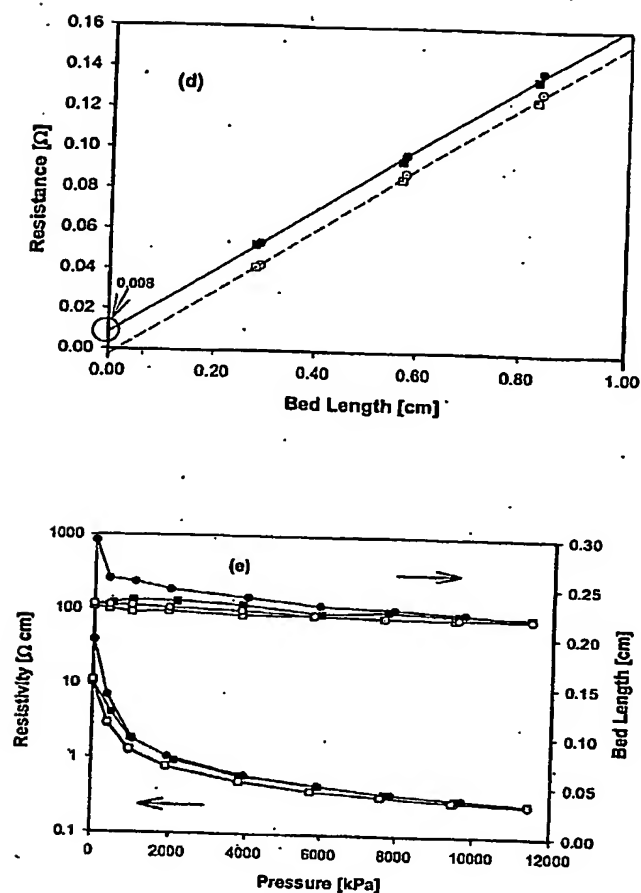 (d)
Resistance [Ω]
0.16
0.14
0.12
0.10
0.08
0.06
0.04
0.02
0.00
0.008
0.00 0.20 0.40 0.60 0.80 1.00
Bed Length [cm]
(e)
Resistivity [Ω cm]
1000
100
10
1
0.1
0.30
0.25
0.20
0.15
0.10
0.05
0.00
Bed Length [cm]
0 2000 4000 6000 8000 10000 12000
Pressure [kPa]